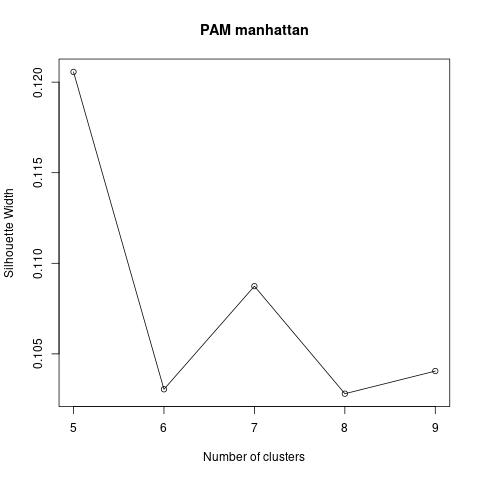 PAM manhattan
Silhouette Width
0.120
0.115
0.110
0.105
5 6 7 8 9
Number of clusters